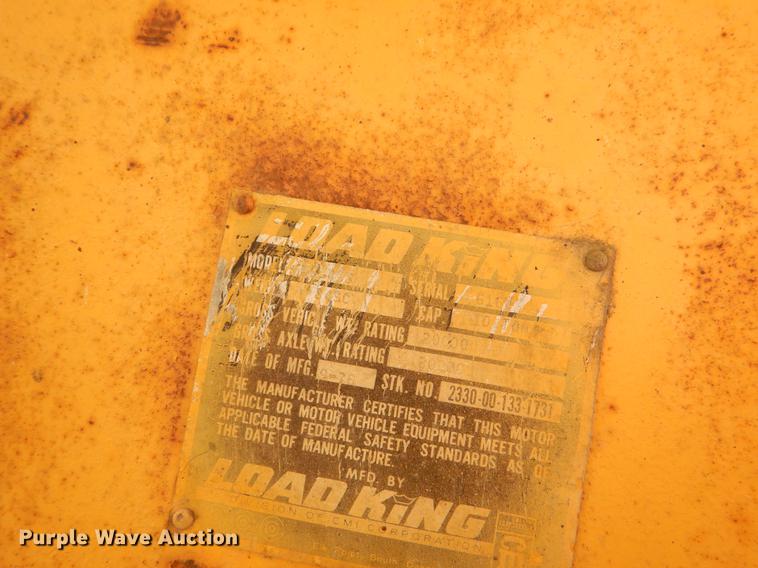 LOAD KING
MODEL SERIAL
CAP
GROSS VEHICLE WT. RATING
GROSS AXLE WT. RATING
DATE OF MFG. STK. NO. 2330-00-133-1731
THE MANUFACTURER CERTIFIES THAT THIS MOTOR
VEHICLE OR MOTOR VEHICLE EQUIPMENT MEETS ALL
APPLICABLE FEDERAL SAFETY STANDARDS AS OF
THE DATE OF MANUFACTURE.
MFD. BY
LOAD KING
DIVISION OF CMI CORPORATION
Purple Wave Auction